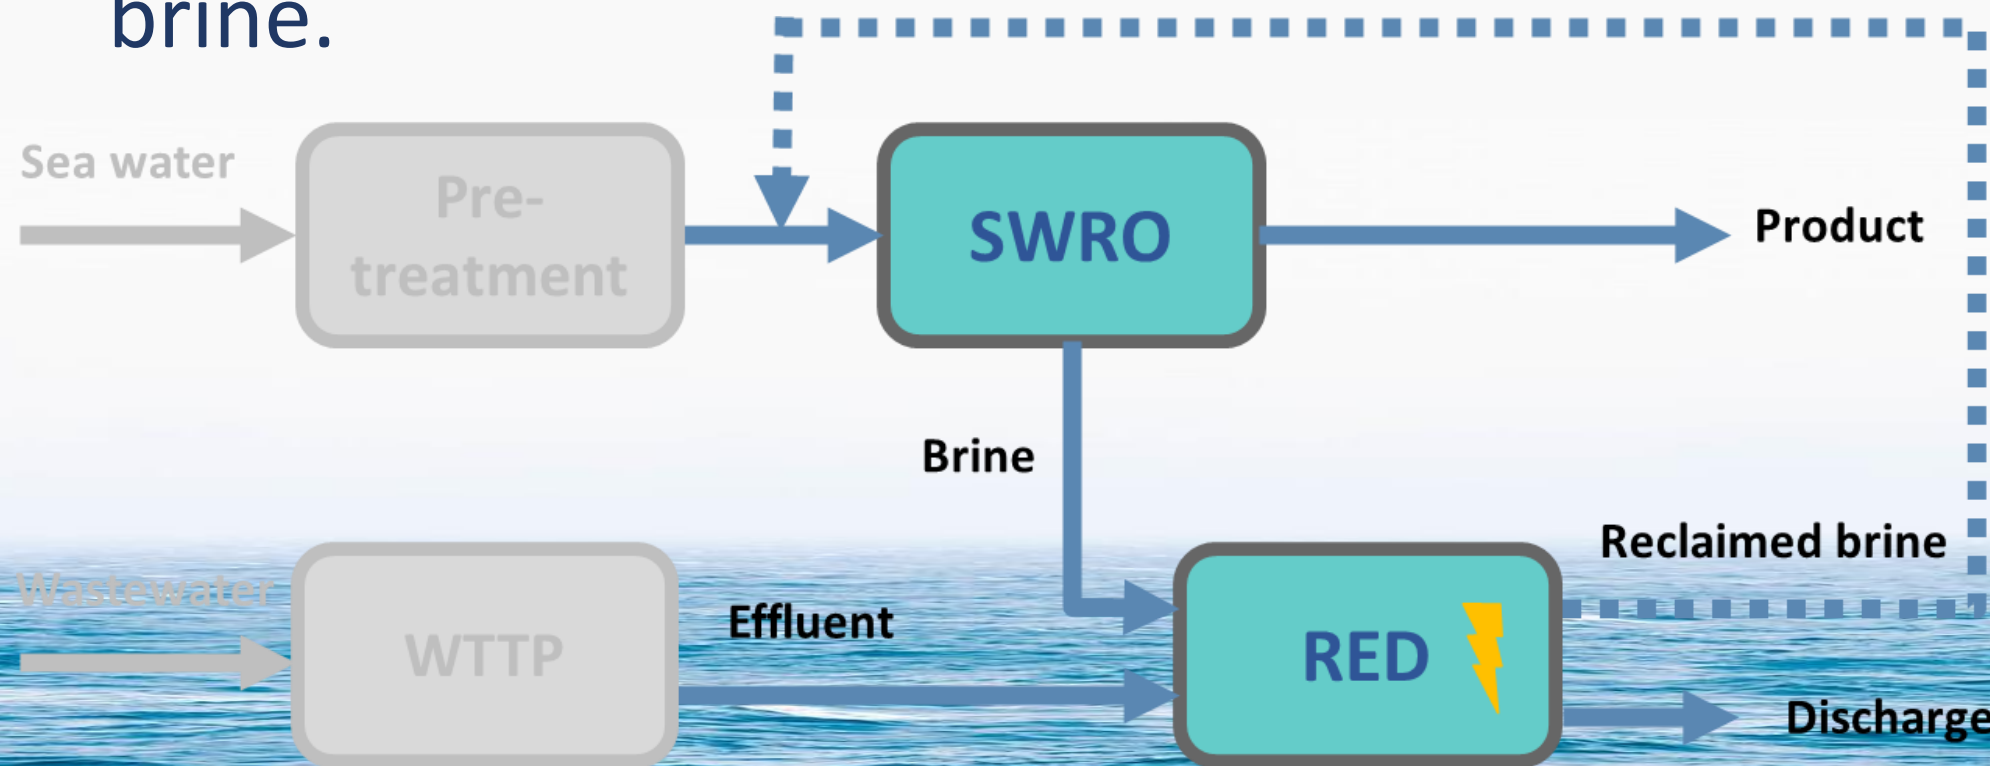 brine.
Sea water
Pre-
treatment
SWRO
Product
Brine
Reclaimed brine
Wastewater
WTTP
Effluent
RED
Discharge